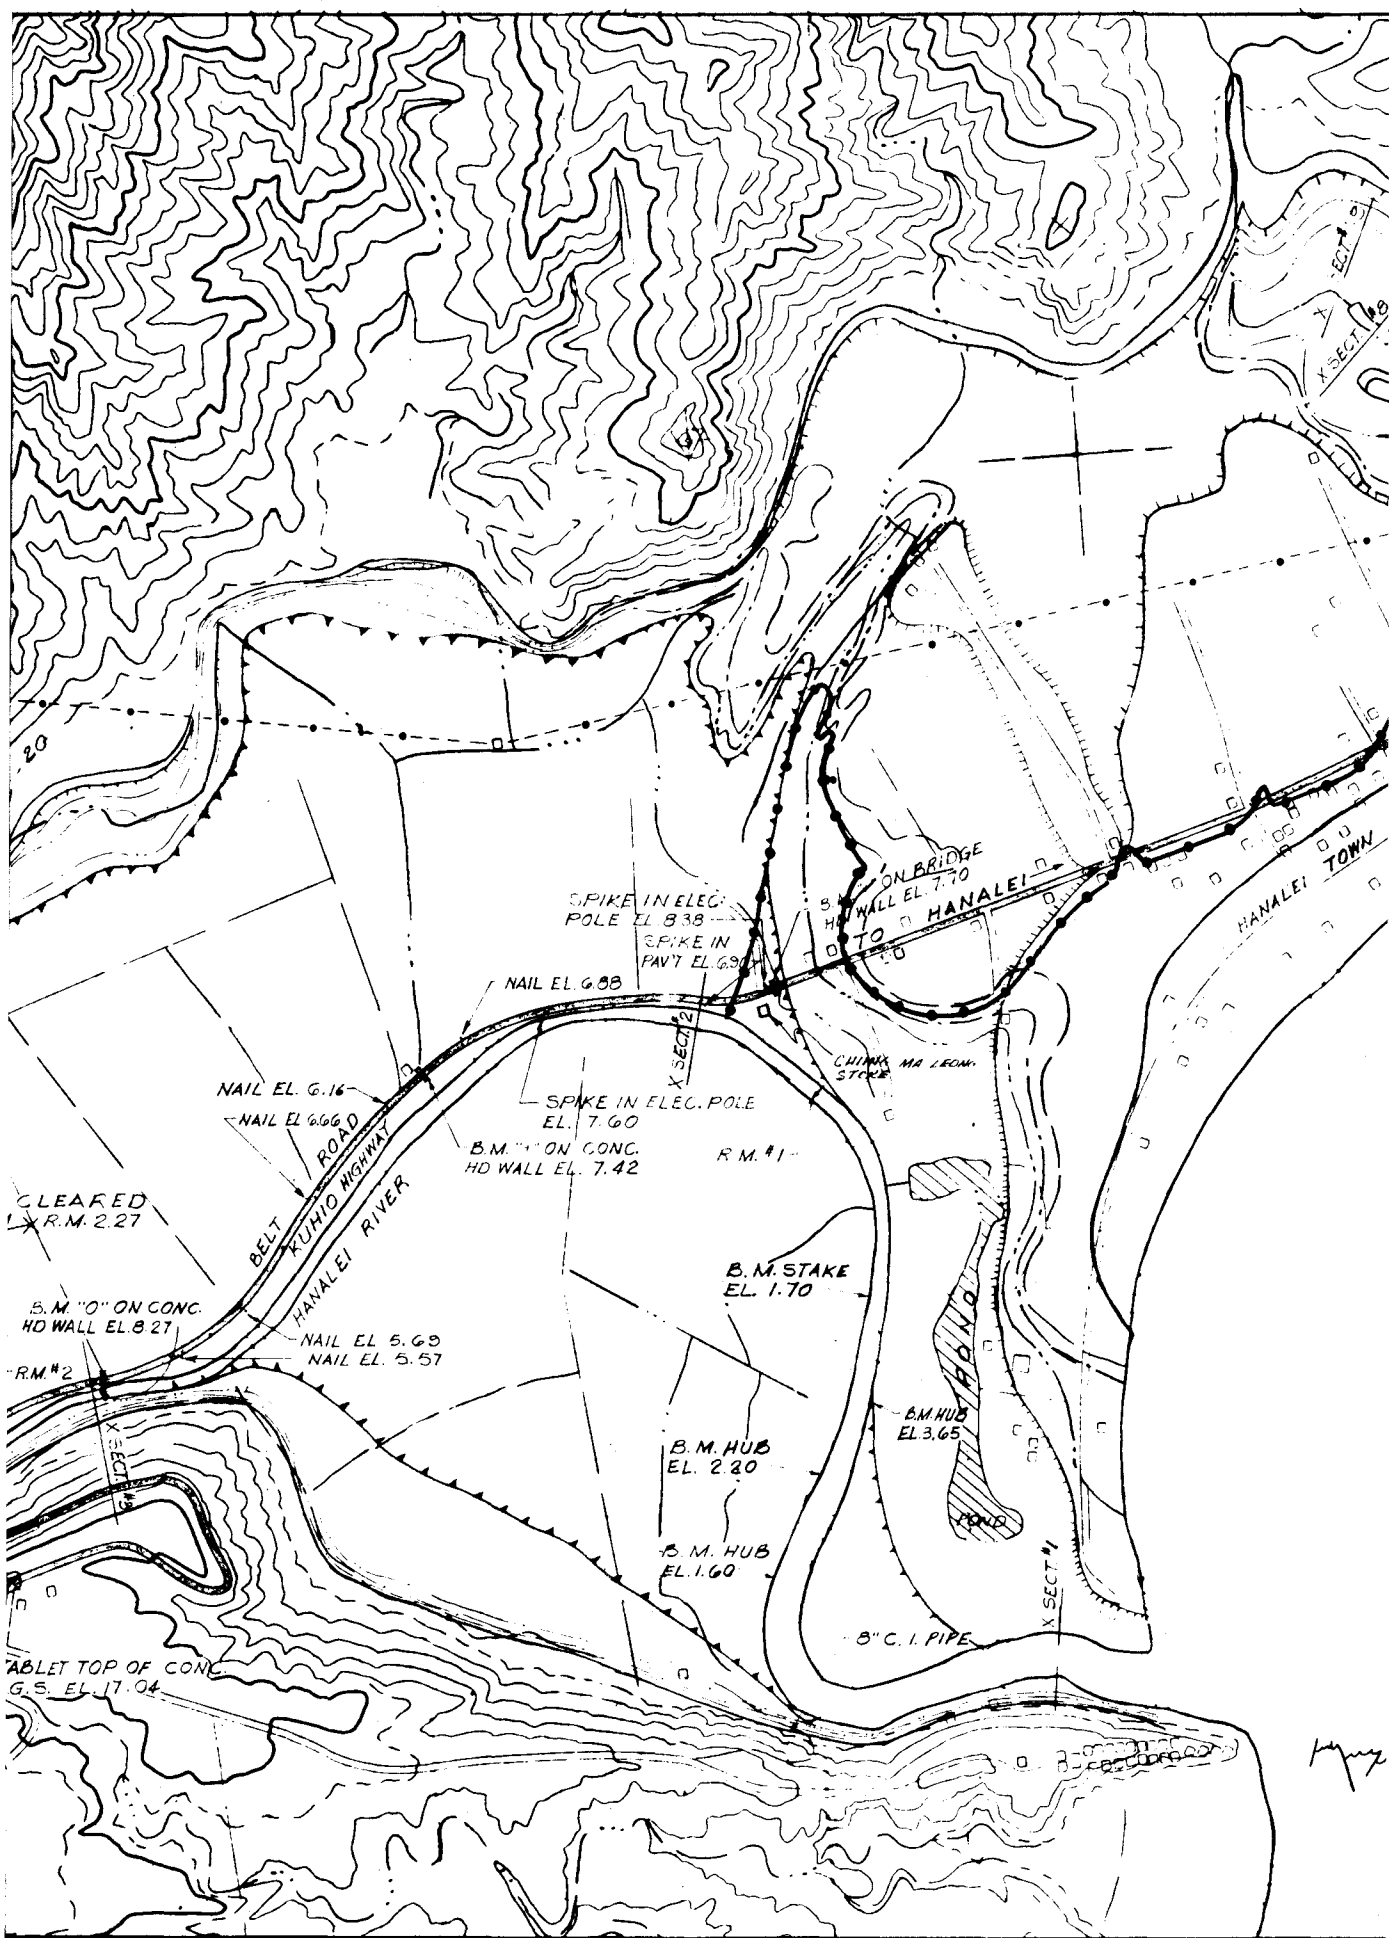 X SECT #8
20
HANALEI TOWN
ON BRIDGE
HD WALL EL. 7.70
SPIKE IN ELEC.
POLE EL. 8.38
TO HANALEI
SPIKE IN
PAV'T EL. 6.90
NAIL EL. 6.88
X SECT. #2
STORE
NAIL EL. 6.16
NAIL EL 6.66
SPIKE IN ELEC. POLE
EL. 7.60
B.M. "+" ON CONC.
HD WALL EL. 7.42
R.M. #1
BELT ROAD
KUHIO HIGHWAY
HANALEI RIVER
CLEARED
R.M. 2.27
B.M. STAKE
EL. 1.70
B.M. "O" ON CONC.
HD WALL EL. 8.27
NAIL EL 5.69
NAIL EL. 5.57
R.M. #2
POND
X SECT. #3
B.M. HUB
EL. 3.65
B.M. HUB
EL. 2.20
POND
B.M. HUB
EL. 1.60
X SECT #1
8" C. I. PIPE
TABLET TOP OF CONC.
G.S. EL. 17.04